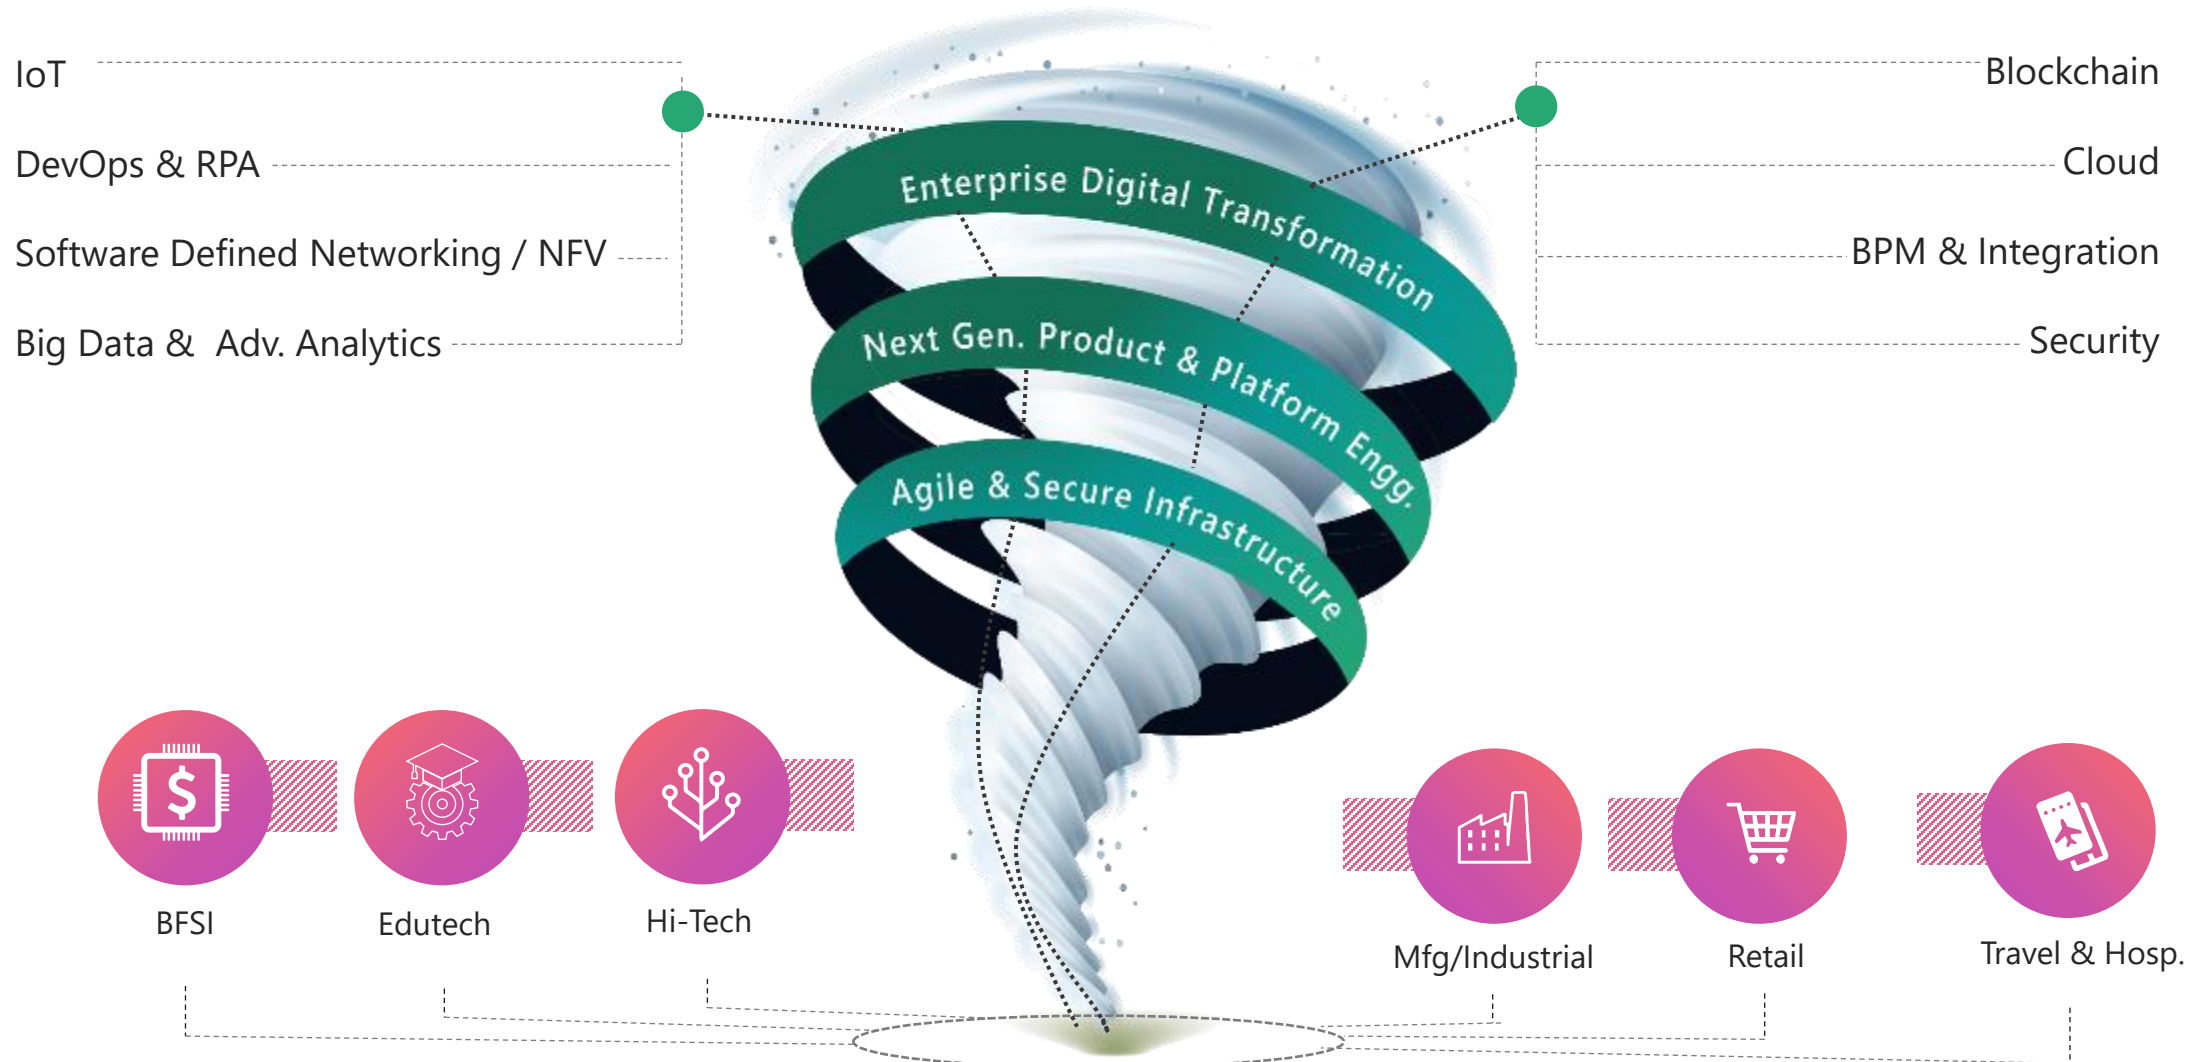 IoT
DevOps & RPA
Software Defined Networking / NFV
Big Data & Adv. Analytics
Blockchain
Cloud
BPM & Integration
Security
Enterprise Digital Transformation
Next Gen. Product & Platform Engg.
Agile & Secure Infrastructure
$
BFSI
Edutech
Hi-Tech
Mfg/Industrial
Retail
Travel & Hosp.